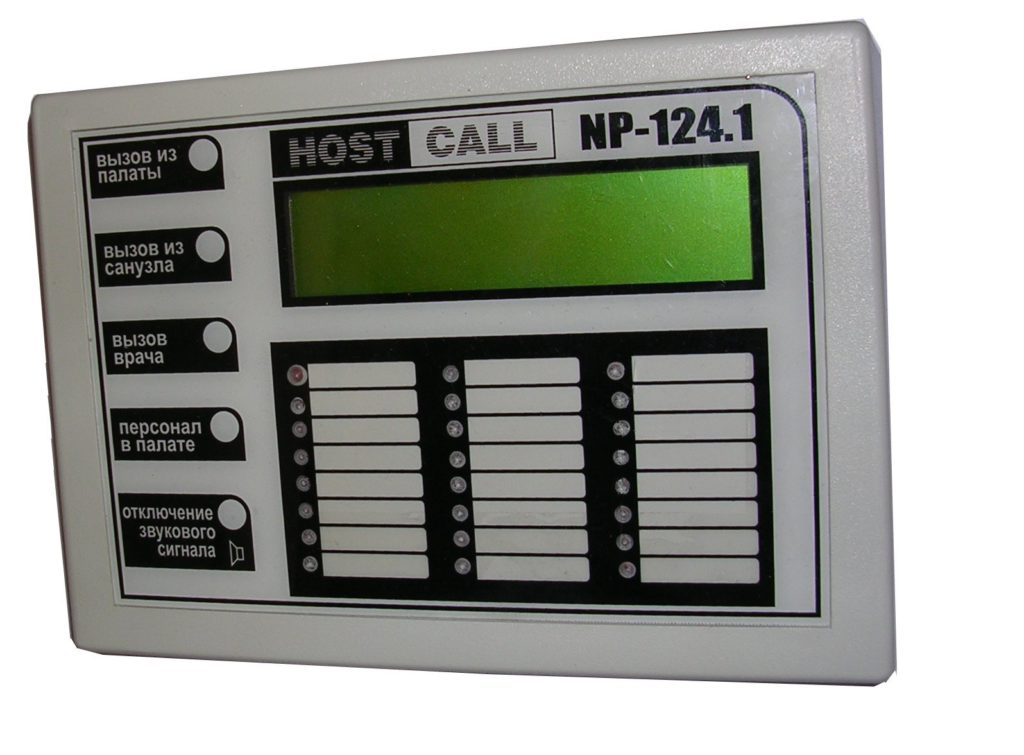 HOST CALL NP-124.1
вызов из
палаты
вызов из
санузла
вызов
врача
персонал
в палате
отключение
звукового
сигнала